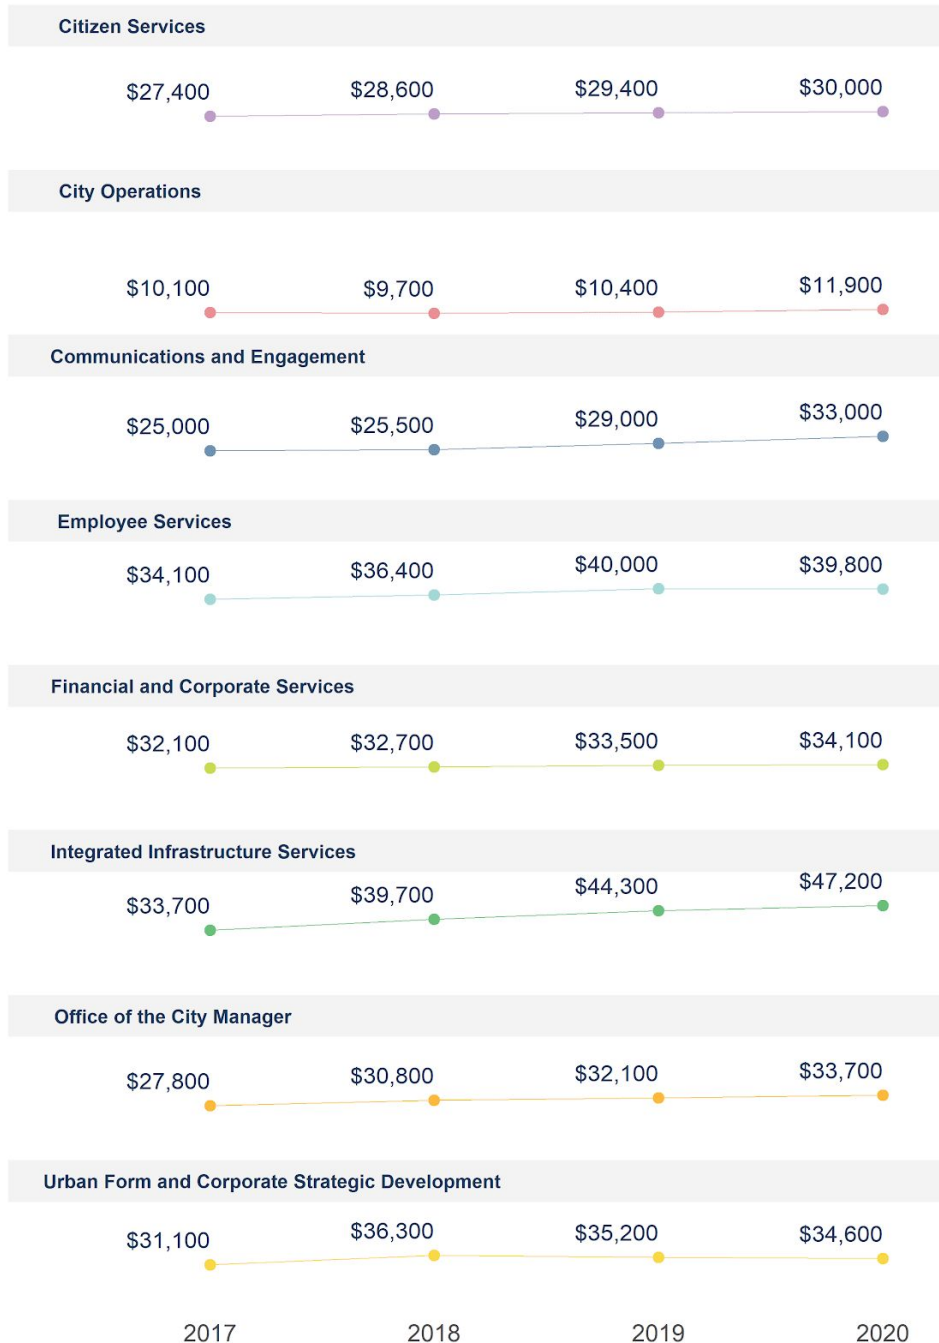 Citizen Services
$27,400 $28,600 $29,400 $30,000
City Operations
$10,100 $9,700 $10,400 $11,900
Communications and Engagement
$25,000 $25,500 $29,000 $33,000
Employee Services
$34,100 $36,400 $40,000 $39,800
Financial and Corporate Services
$32,100 $32,700 $33,500 $34,100
Integrated Infrastructure Services
$33,700 $39,700 $44,300 $47,200
Office of the City Manager
$27,800 $30,800 $32,100 $33,700
Urban Form and Corporate Strategic Development
$31,100 $36,300 $35,200 $34,600
2017 2018 2019 2020